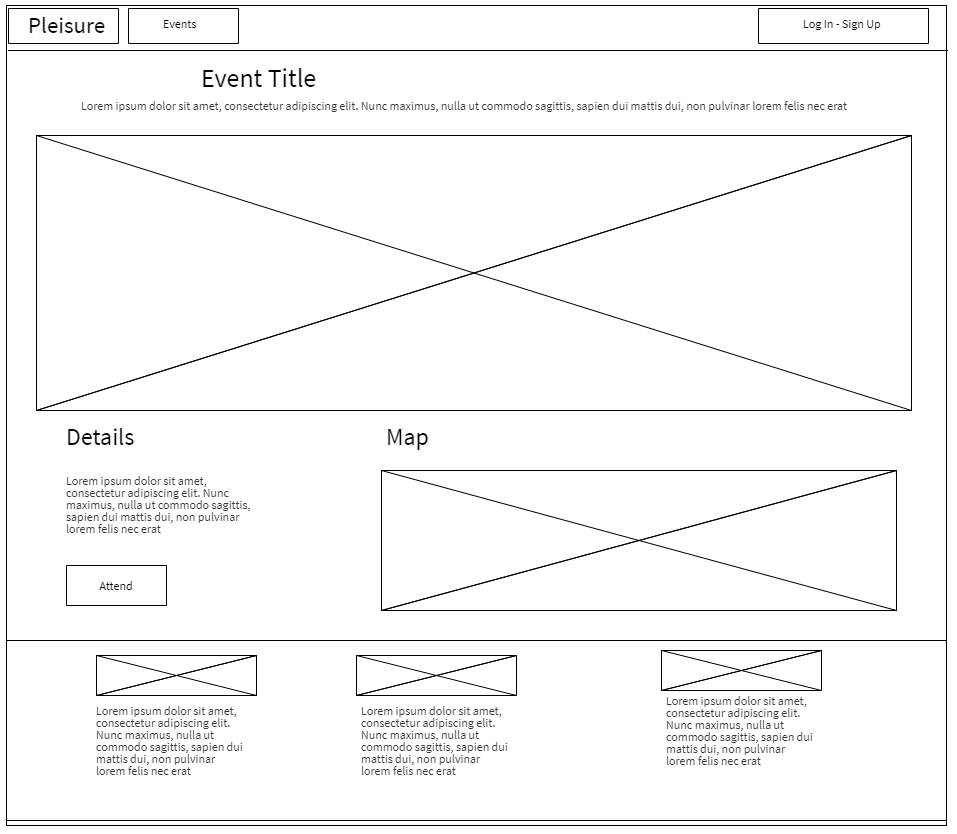 Pleisure
Events
Log In - Sign Up
Event Title
Lorem ipsum dolor sit amet, consectetur adipiscing elit. Nunc maximus, nulla ut commodo sagittis, sapien dui mattis dui, non pulvinar lorem felis nec erat
Details
Lorem ipsum dolor sit amet,
consectetur adipiscing elit. Nunc
maximus, nulla ut commodo sagittis,
sapien dui mattis dui, non pulvinar
lorem felis nec erat
Attend
Map
Lorem ipsum dolor sit amet,
consectetur adipiscing elit.
Nunc maximus, nulla ut
commodo sagittis, sapien dui
mattis dui, non pulvinar
lorem felis nec erat
Lorem ipsum dolor sit amet,
consectetur adipiscing elit.
Nunc maximus, nulla ut
commodo sagittis, sapien dui
mattis dui, non pulvinar
lorem felis nec erat
Lorem ipsum dolor sit amet,
consectetur adipiscing elit.
Nunc maximus, nulla ut
commodo sagittis, sapien dui
mattis dui, non pulvinar
lorem felis nec erat